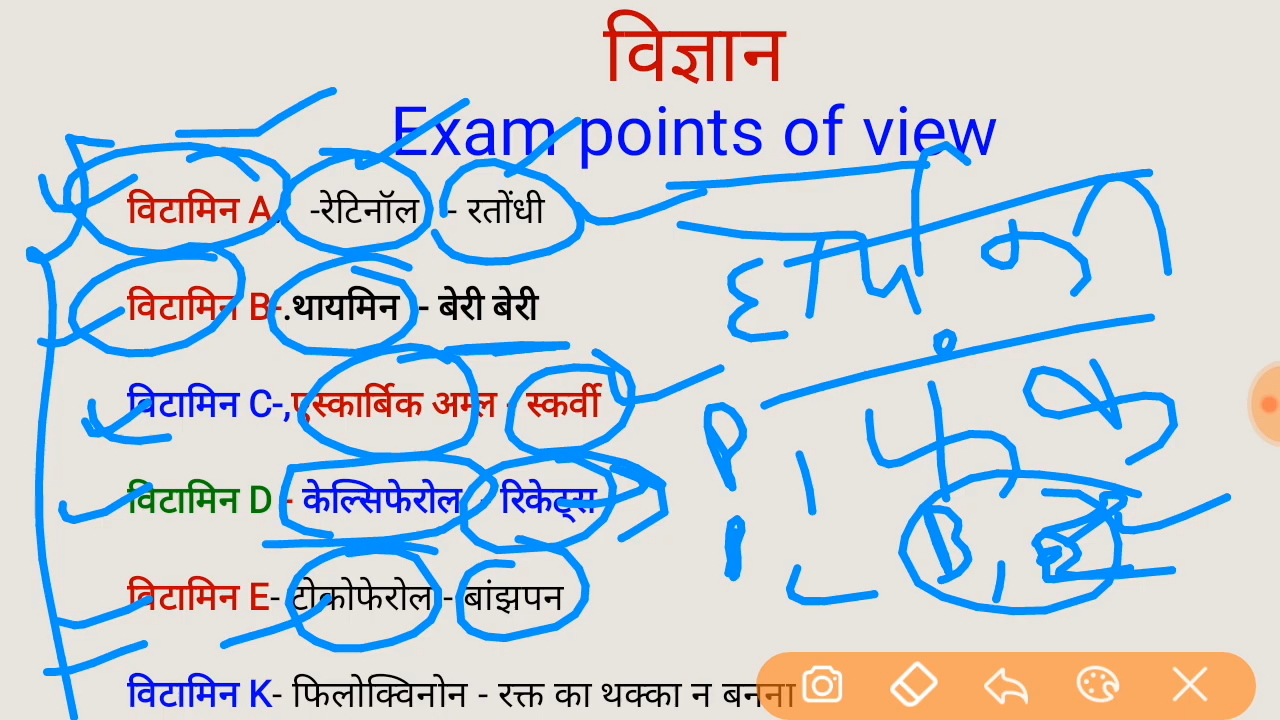 विज्ञान
Exam points of view
विटामिन A. -रेटिनॉल - रतोंधी
विटामिन B-.थायमिन - बेरी बेरी
विटामिन C-,एस्कार्बिक अम्ल - स्कर्वी
विटामिन D - केल्सिफेरोल - रिकेट्स
विटामिन E- टोकोफेरोल - बांझपन
विटामिन K- फिलोक्विनोन - रक्त का थक्का न बनना